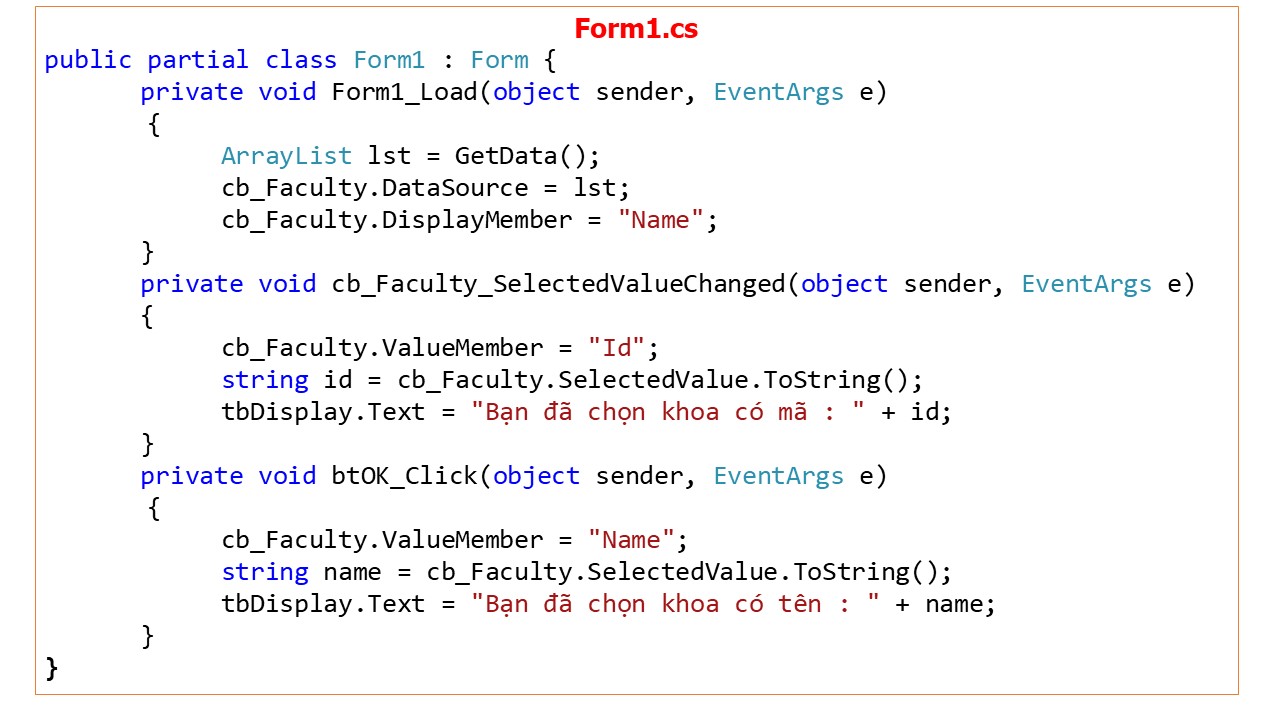 Form1.cs
public partial class Form1 : Form {
private void Form1_Load(object sender, EventArgs e)
{
ArrayList lst = GetData();
cb_Faculty.DataSource = lst;
cb_Faculty.DisplayMember = "Name";
}
private void cb_Faculty_SelectedValueChanged(object sender, EventArgs e)
{
cb_Faculty.ValueMember = "Id";
string id = cb_Faculty.SelectedValue.ToString();
tbDisplay.Text = "Bạn đã chọn khoa có mã : " + id;
}
private void btOK_Click(object sender, EventArgs e)
{
cb_Faculty.ValueMember = "Name";
string name = cb_Faculty.SelectedValue.ToString();
tbDisplay.Text = "Bạn đã chọn khoa có tên : " + name;
}
}